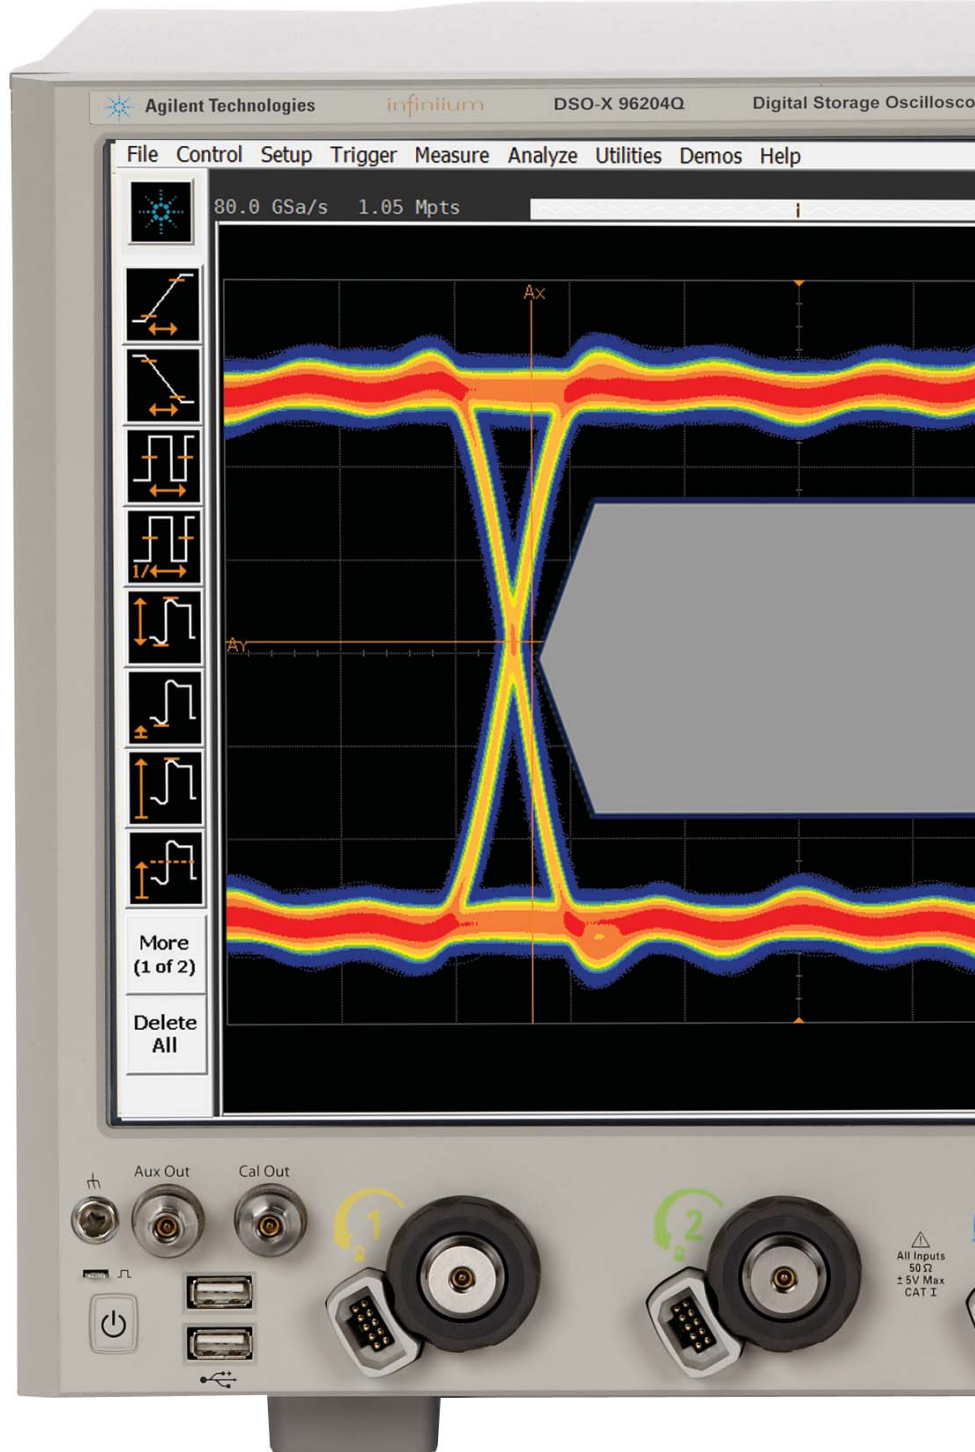 Agilent Technologies infiniium DSO-X 96204Q Digital Storage Oscillosco
File Control Setup Trigger Measure Analyze Utilities Demos Help
80.0 GSa/s 1.05 Mpts
Ax
1/
Ay
More
(1 of 2)
Delete
All
Aux Out Cal Out
1 2
All Inputs
50Ω
± 5V Max
CAT I